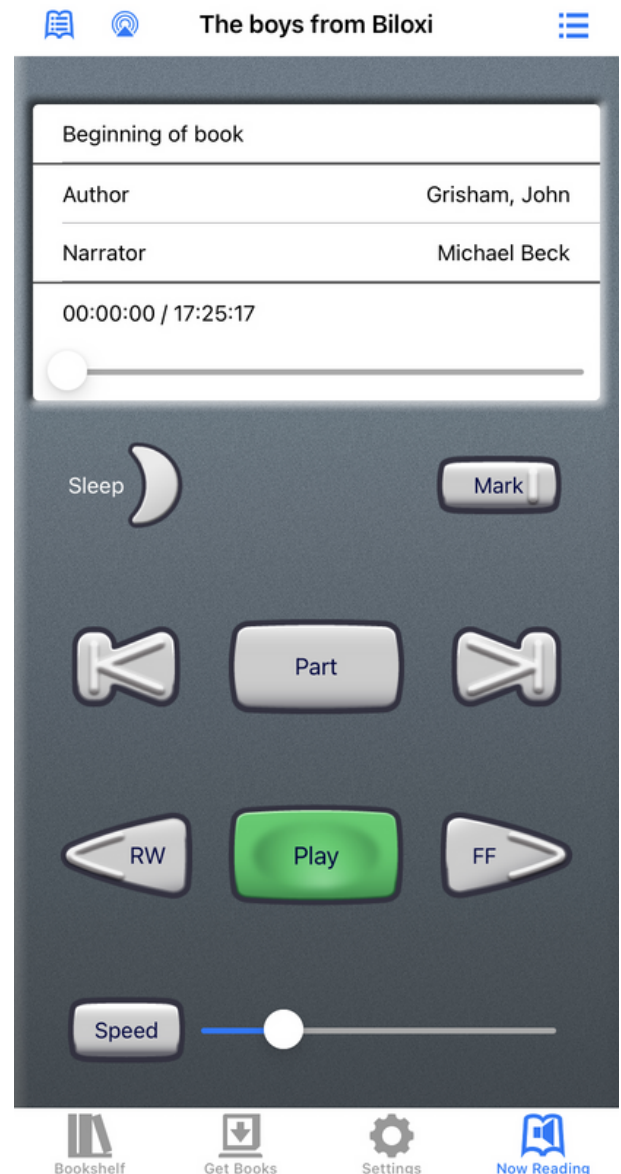 The boys from Biloxi
Beginning of book
Author Grisham, John
Narrator Michael Beck
00:00:00 / 17:25:17
Sleep Mark
Part
RW Play FF
Speed
Bookshelf Get Books Settings Now Reading